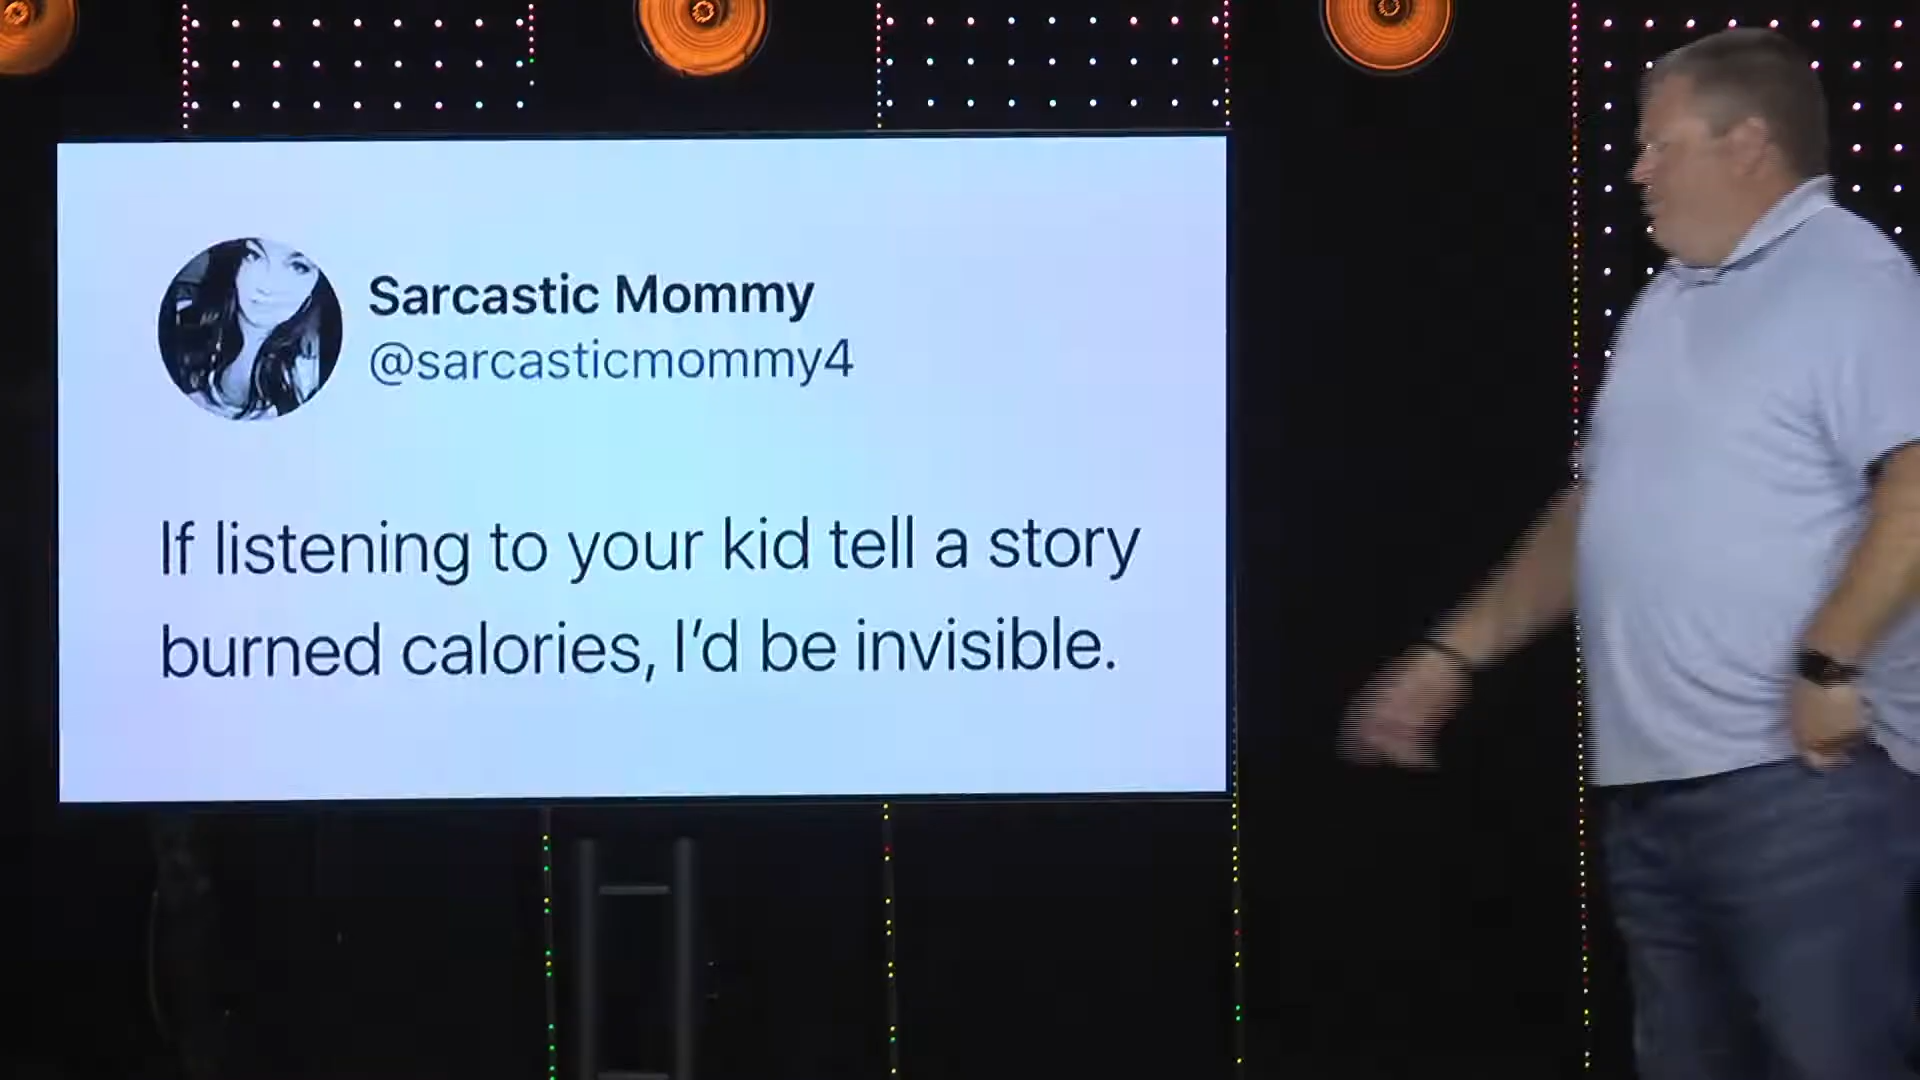 Sarcastic Mommy
@sarcasticmommy4
If listening to your kid tell a story
burned calories, I’d be invisible.